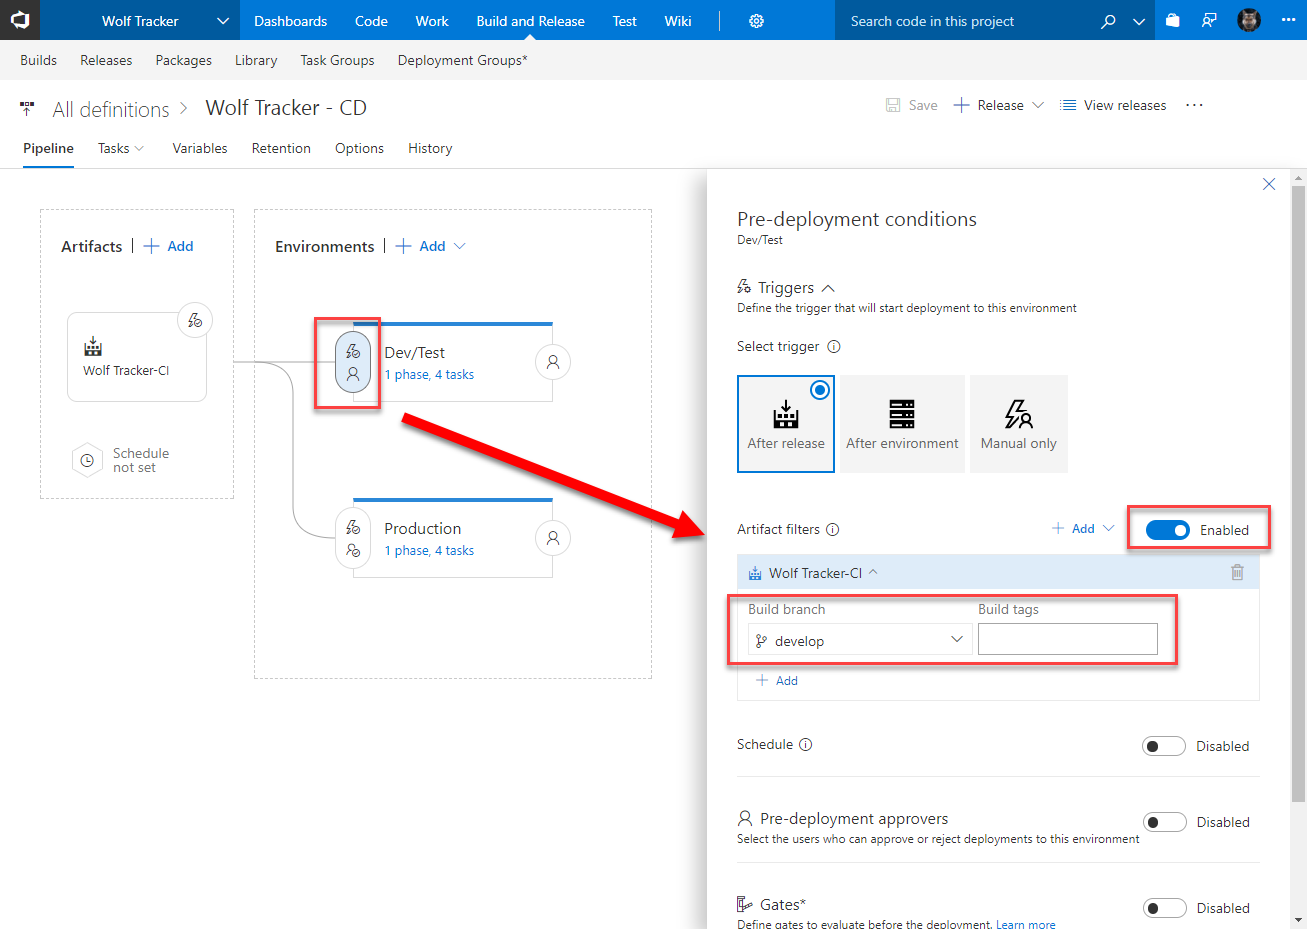 Wolf Tracker
Dashboards Code Work Build and Release Test Wiki
Search code in this project
Builds Releases Packages Library Task Groups Deployment Groups*
All definitions > Wolf Tracker - CD
Save Release View releases ...
Pipeline Tasks Variables Retention Options History
Artifacts | + Add
Wolf Tracker-CI
Schedule
not set
Environments | + Add
Dev/Test
1 phase, 4 tasks
Production
1 phase, 4 tasks
Pre-deployment conditions
Dev/Test
Triggers
Define the trigger that will start deployment to this environment
Select trigger
After release After environment Manual only
Artifact filters + Add Enabled
Wolf Tracker-CI
Build branch Build tags
develop
+ Add
Schedule Disabled
Pre-deployment approvers Disabled
Select the users who can approve or reject deployments to this environment
Gates* Disabled
Define gates to evaluate before the deployment. Learn more